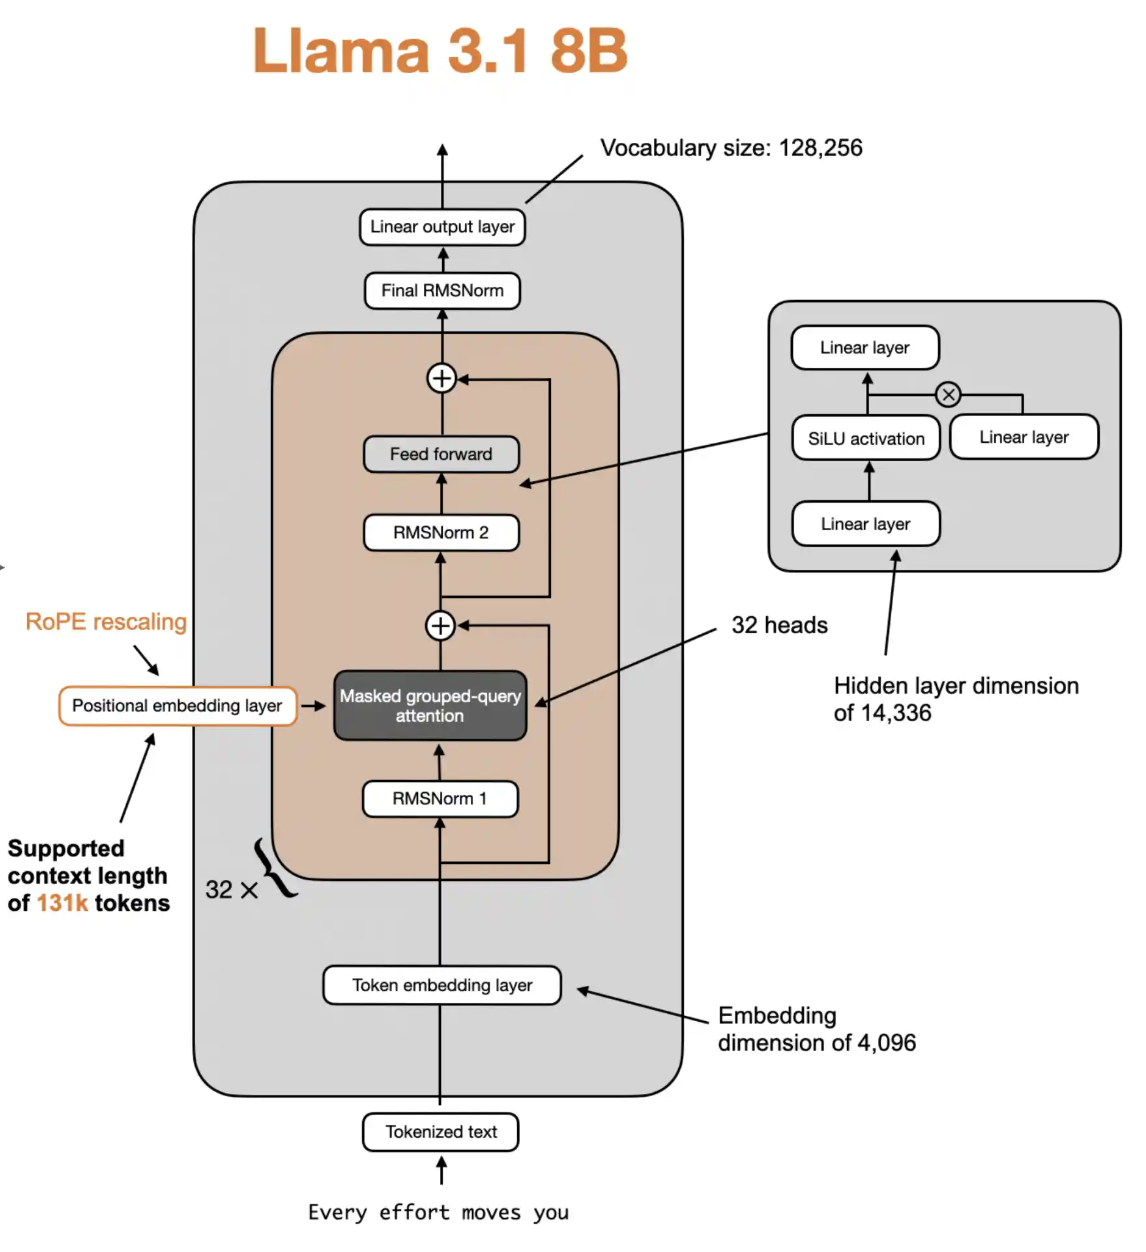 Llama 3.1 8B
Vocabulary size: 128,256
Linear output layer
Final RMSNorm
Feed forward
RMSNorm 2
Linear layer
SiLU activation
Linear layer
Linear layer
RoPE rescaling
32 heads
Positional embedding layer
Masked grouped-query
attention
Hidden layer dimension
of 14,336
RMSNorm 1
Supported
context length
of 131k tokens
32 ×
Token embedding layer
Embedding
dimension of 4,096
Tokenized text
Every effort moves you